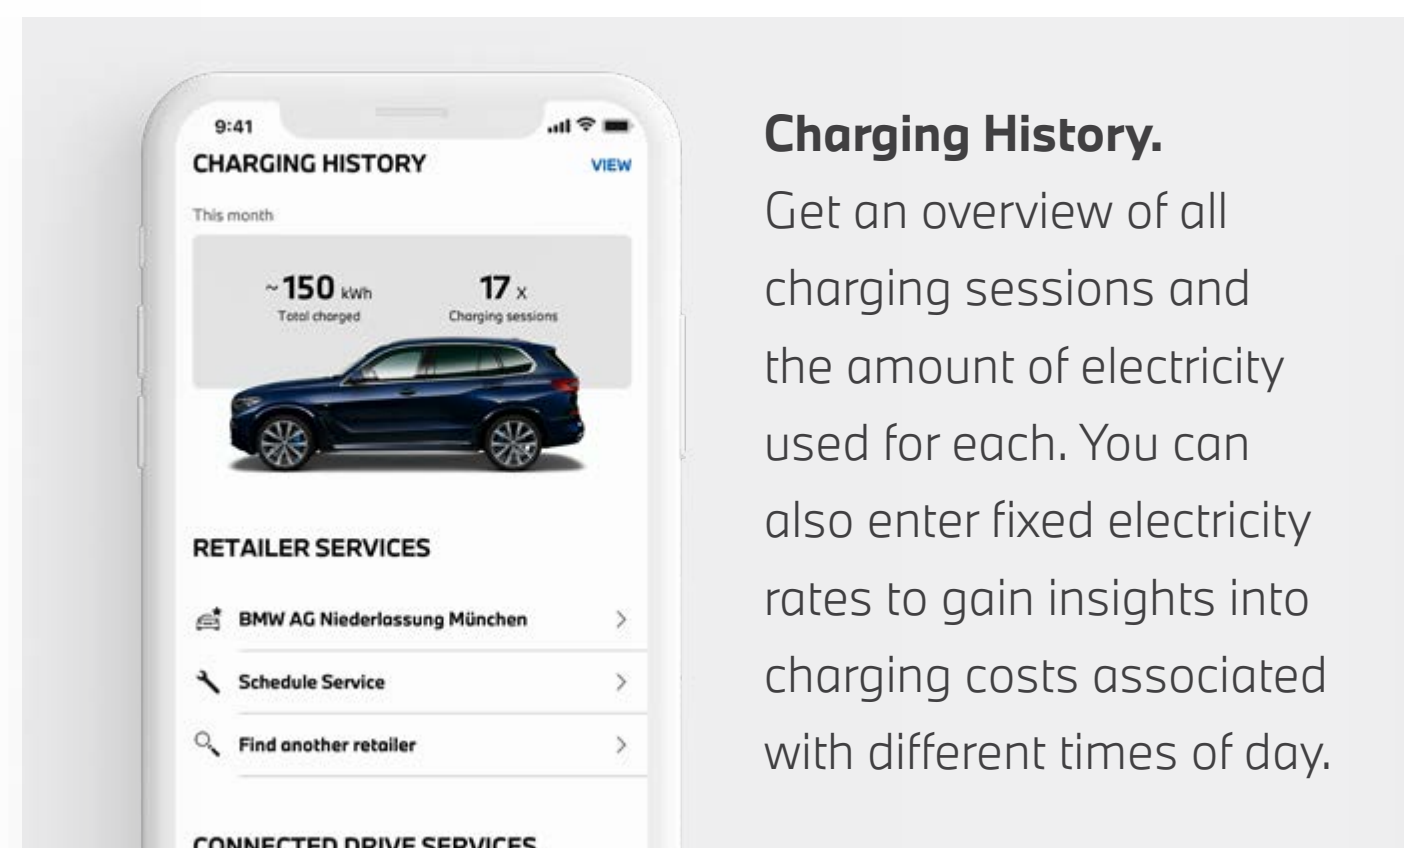 9:41
CHARGING HISTORY
VIEW
This month
~150 kWh
Total charged
17 x
Charging sessions
RETAILER SERVICES
BMW AG Niederlassung München
Schedule Service
Find another retailer
CONNECTED DRIVE SERVICES
Charging History.
Get an overview of all
charging sessions and
the amount of electricity
used for each. You can
also enter fixed electricity
rates to gain insights into
charging costs associated
with different times of day.